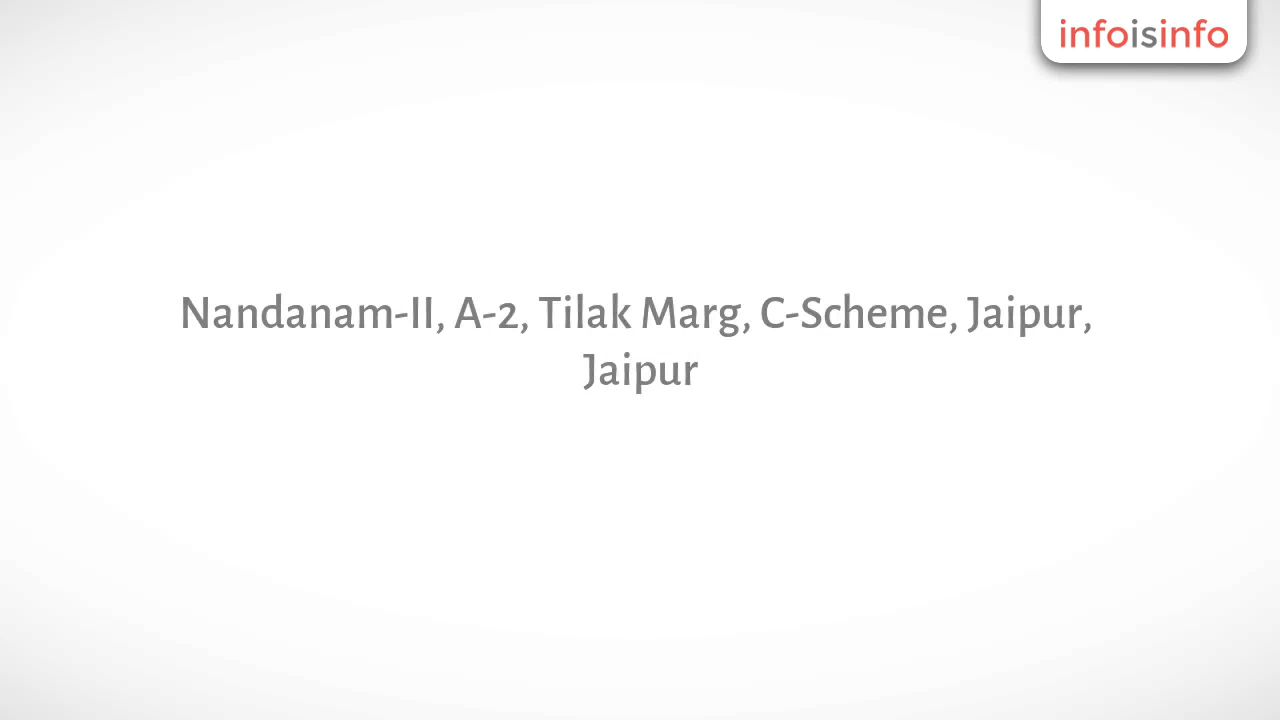 infoisinfo
Nandanam-II, A-2, Tilak Marg, C-Scheme, Jaipur,
Jaipur